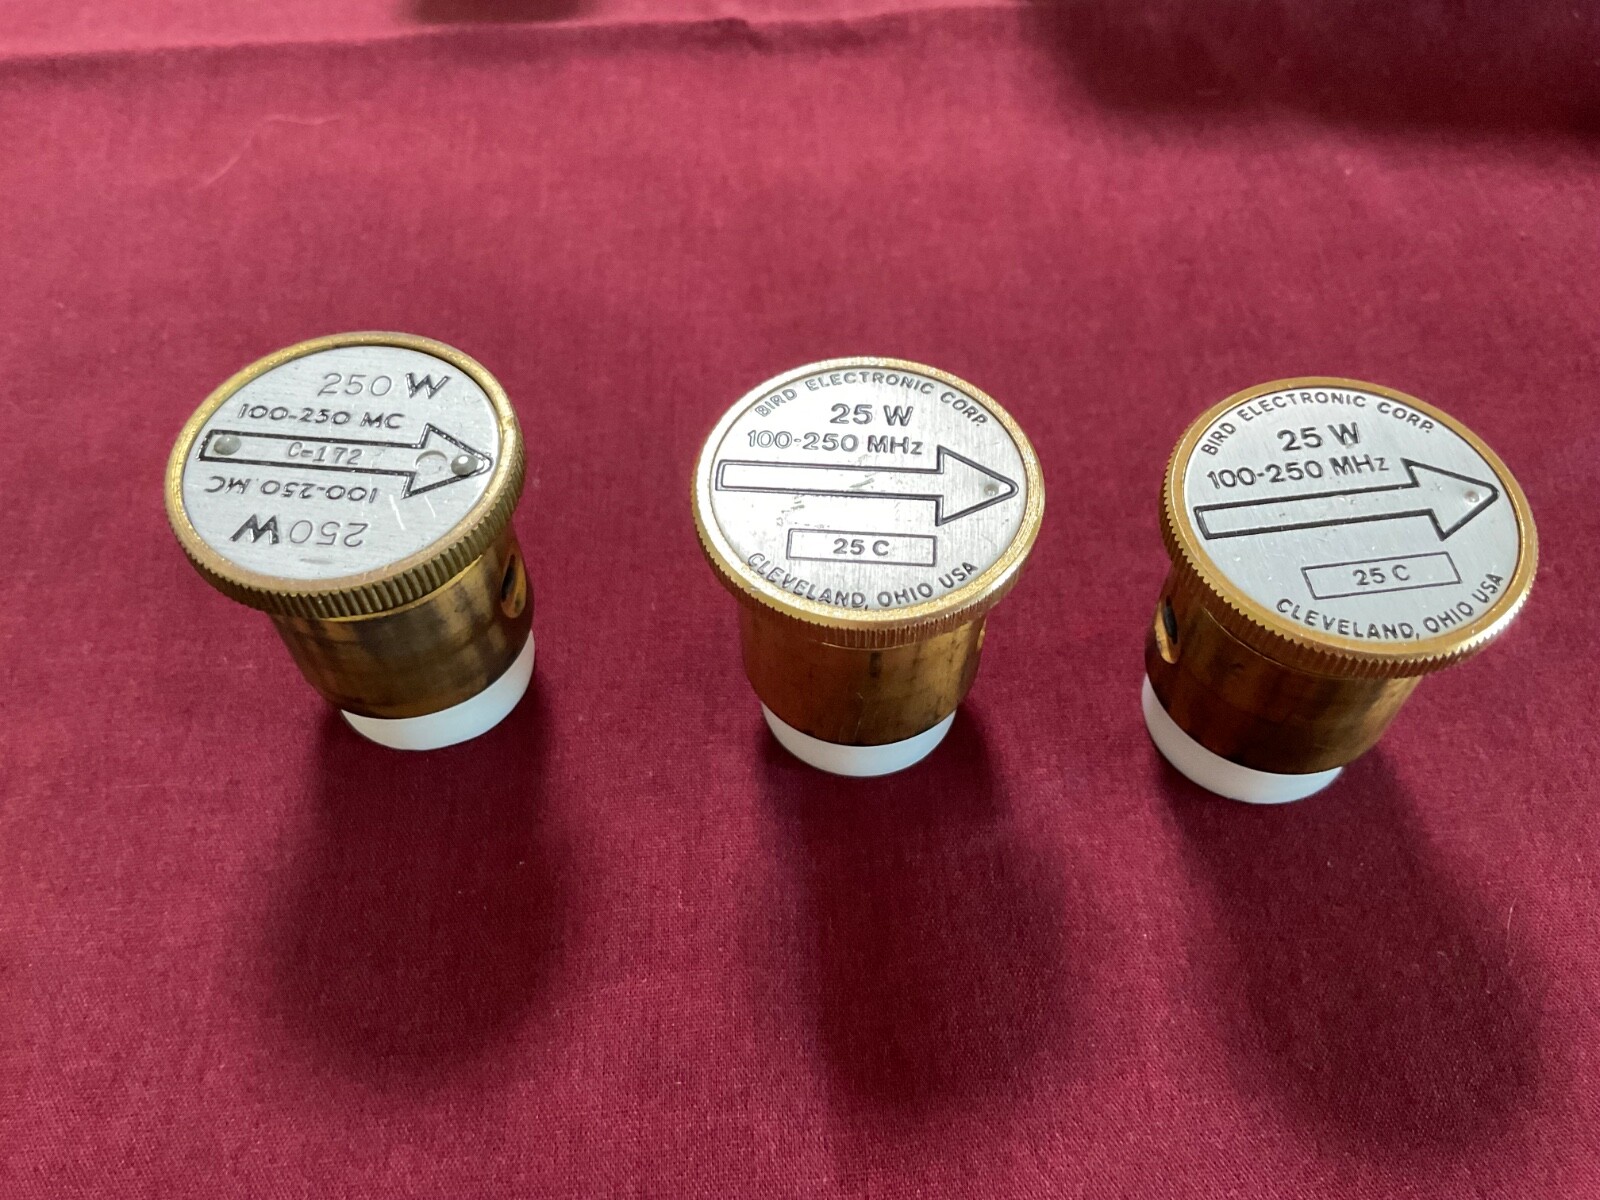 250 W
100-250 MC
C=172
100-250 MC
250 W
BIRD ELECTRONIC CORP.
25 W
100-250 MHz
25 C
CLEVELAND, OHIO USA
BIRD ELECTRONIC CORP.
25 W
100-250 MHz
25 C
CLEVELAND, OHIO USA